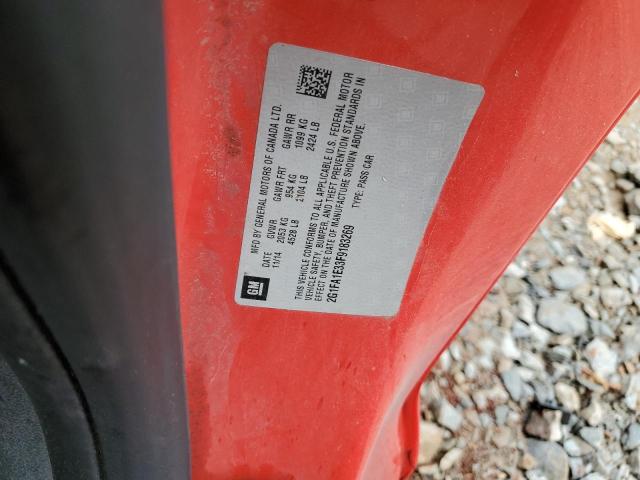 GM
MFD BY GENERAL MOTORS OF CANADA LTD.
DATE GVWR GAWR FRT GAWR RR
11/14 2053 KG 954 KG 1099 KG
4528 LB 2104 LB 2424 LB
THIS VEHICLE CONFORMS TO ALL APPLICABLE U.S. FEDERAL MOTOR
VEHICLE SAFETY, BUMPER, AND THEFT PREVENTION STANDARDS IN
EFFECT ON THE DATE OF MANUFACTURE SHOWN ABOVE.
2G1FA1E33F9183269 TYPE: PASS CAR